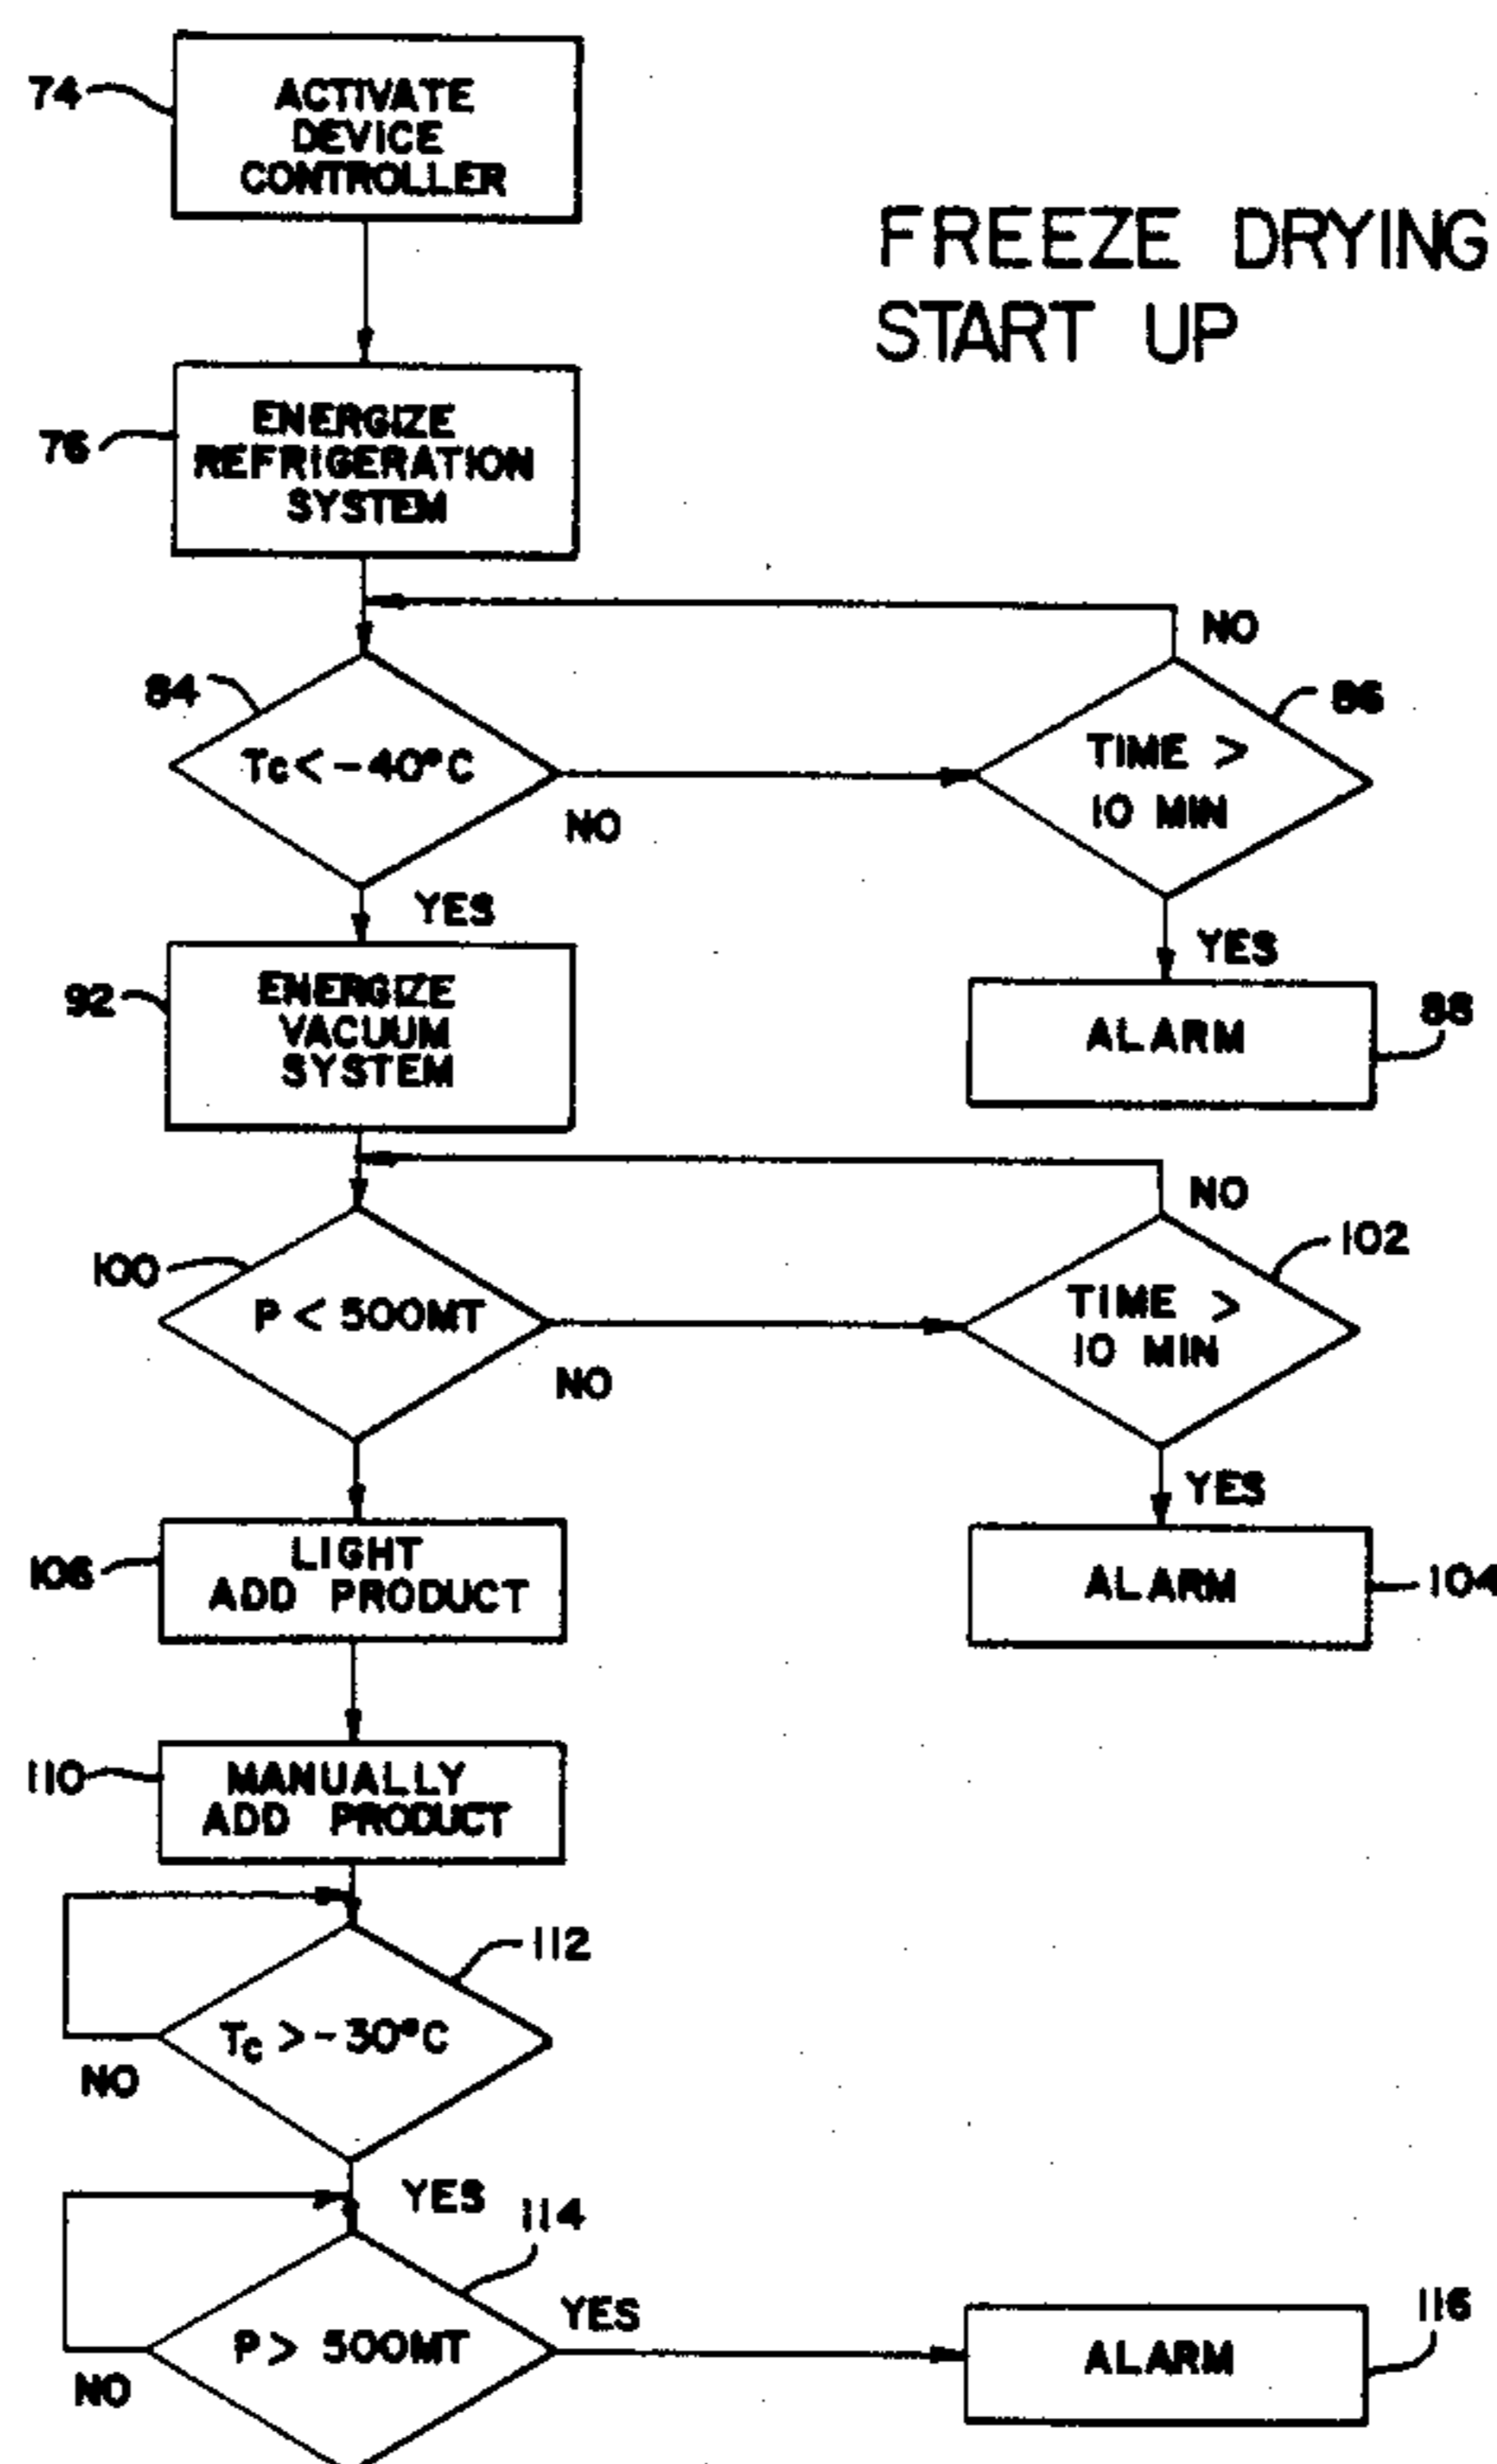 74
ACTIVATE
DEVICE
CONTROLLER
FREEZE DRYING
START UP
76
ENERGIZE
REFRIGERATION
SYSTEM
NO
84
86
Tc < -40°C
TIME >
10 MIN
NO
YES
YES
92
ENERGIZE
VACUUM
SYSTEM
ALARM
88
NO
100
102
P < 500MT
TIME >
10 MIN
NO
YES
106
LIGHT
ADD PRODUCT
ALARM
104
110
MANUALLY
ADD PRODUCT
112
Tc > -30°C
NO
YES
114
YES
116
P > 500MT
ALARM
NO